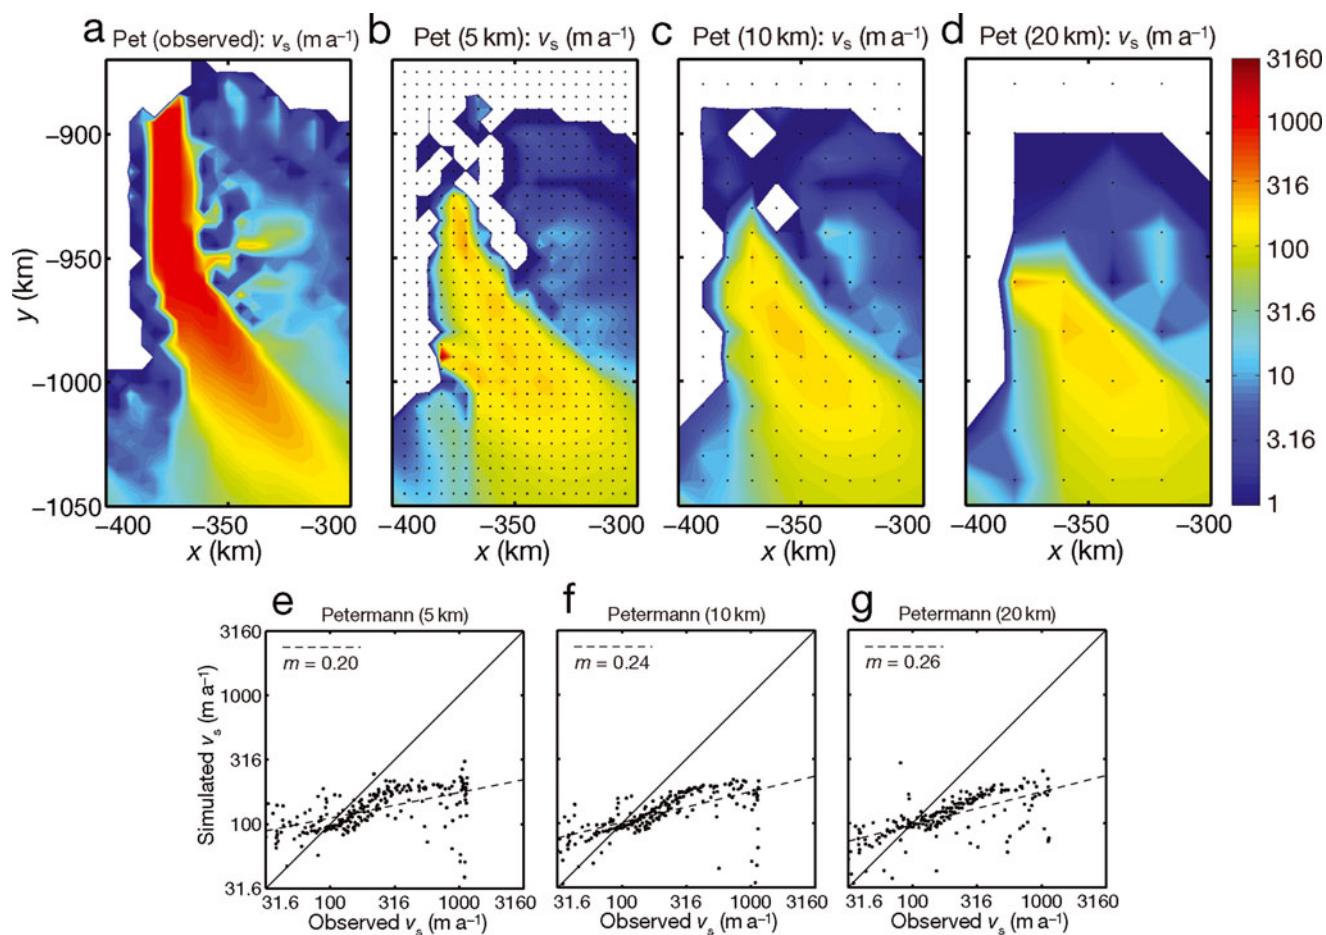 a Pet (observed): vs (m a–1)
b Pet (5 km): vs (m a–1)
c Pet (10 km): vs (m a–1)
d Pet (20 km): vs (m a–1)
–900
–950
–1000
–1050
y (km)
–400 –350 –300
x (km)
–400 –350 –300
x (km)
–400 –350 –300
x (km)
–400 –350 –300
x (km)
3160
1000
316
100
31.6
10
3.16
1
e Petermann (5 km)
m = 0.20
3160
1000
316
100
31.6
Simulated vs (m a–1)
31.6 100 316 1000 3160
Observed vs (m a–1)
f Petermann (10 km)
m = 0.24
31.6 100 316 1000 3160
Observed vs (m a–1)
g Petermann (20 km)
m = 0.26
31.6 100 316 1000 3160
Observed vs (m a–1)